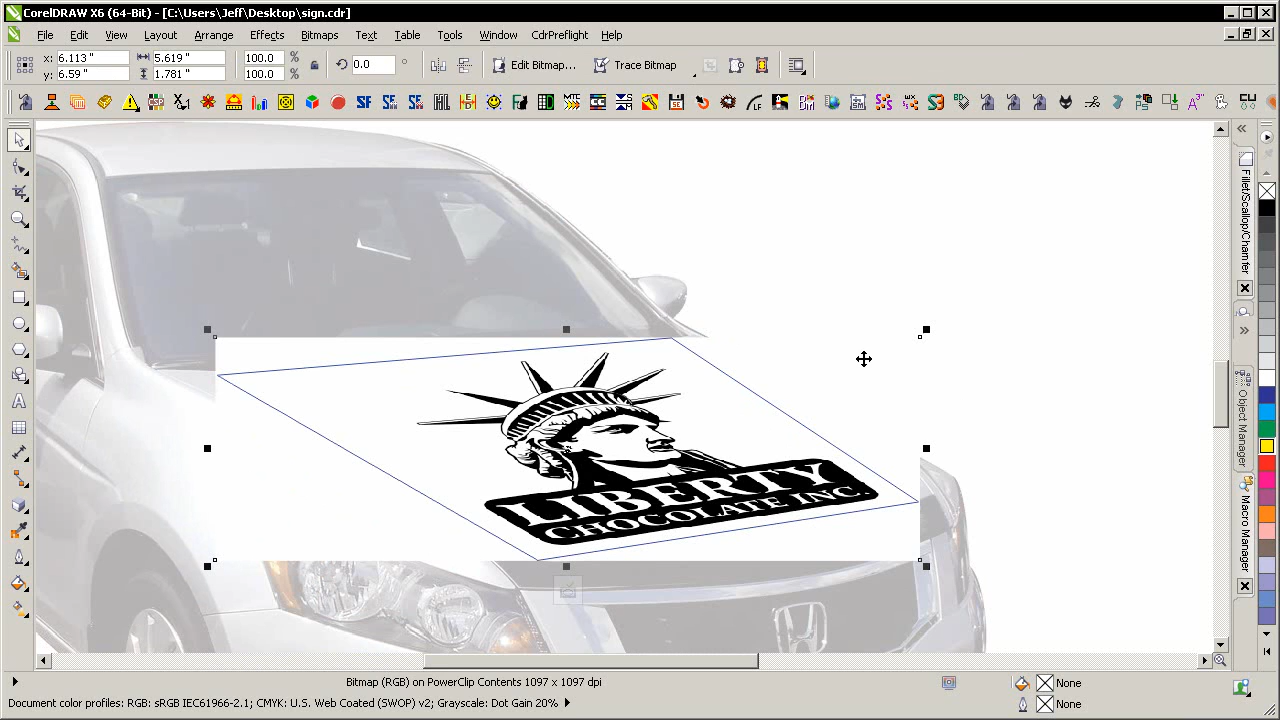 CorelDRAW X6 (64-Bit) - [C:\Users\Jeff\Desktop\sign.cdr]
File Edit View Layout Arrange Effects Bitmaps Text Table Tools Window CdrPreflight Help
x: 6.113 " 5.619 " 100.0 % 0.0 ° Edit Bitmap... Trace Bitmap
y: 6.59 " 1.781 " 100.0 %
Fillet/Scallop/Chamfer
Object Manager
Macro Manager
LIBERTY
CHOCOLATE INC.
Bitmap (RGB) on PowerClip Contents 1097 x 1097 dpi
None
Document color profiles: RGB: sRGB IEC61966-2.1; CMYK: U.S. Web Coated (SWOP) v2; Grayscale: Dot Gain 20%
None